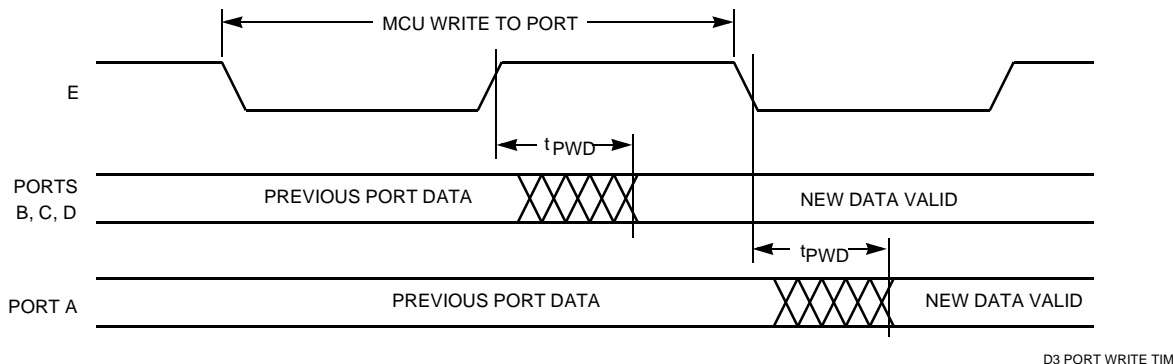 MCU WRITE TO PORT
E
t PWD
PORTS
B, C, D
PREVIOUS PORT DATA
NEW DATA VALID
tPWD
PORT A
PREVIOUS PORT DATA
NEW DATA VALID
D3 PORT WRITE TIM